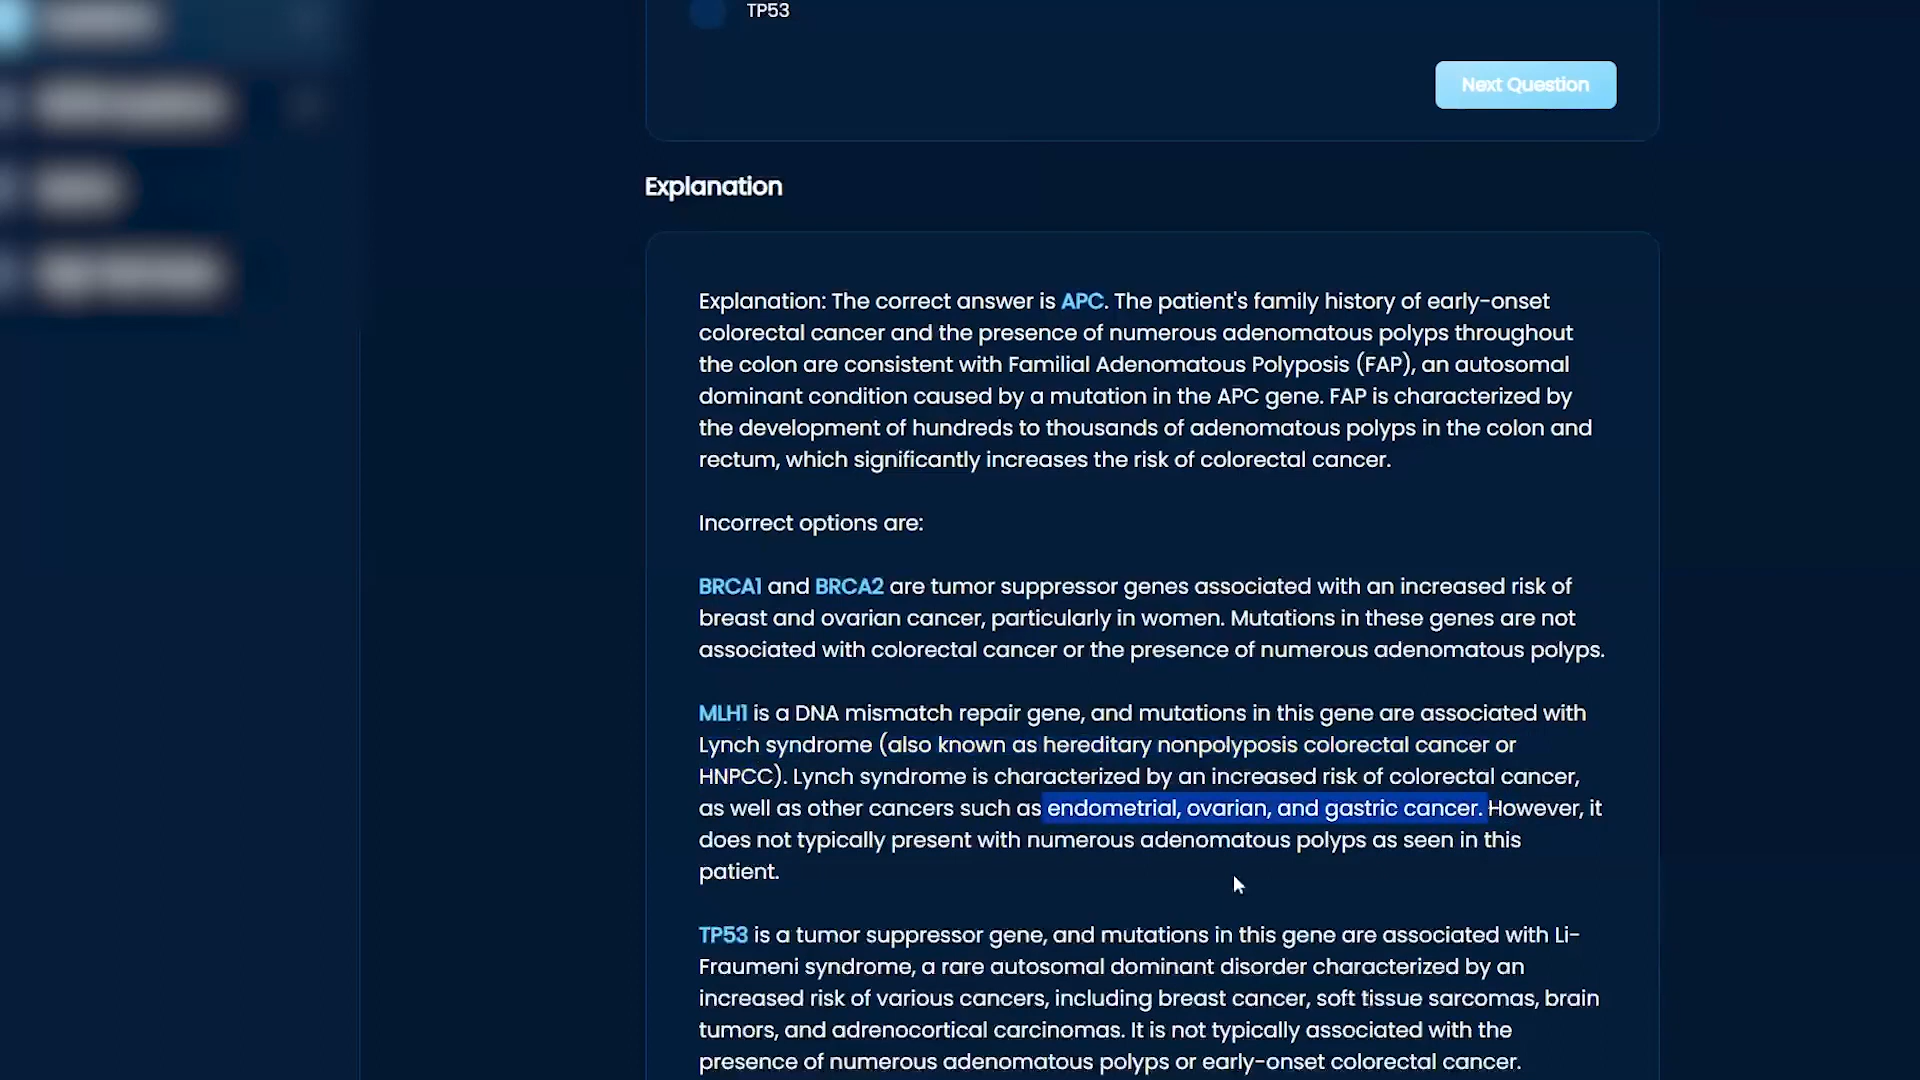 TP53
Next Question
Explanation
Explanation: The correct answer is APC. The patient's family history of early-onset
colorectal cancer and the presence of numerous adenomatous polyps throughout
the colon are consistent with Familial Adenomatous Polyposis (FAP), an autosomal
dominant condition caused by a mutation in the APC gene. FAP is characterized by
the development of hundreds to thousands of adenomatous polyps in the colon and
rectum, which significantly increases the risk of colorectal cancer.
Incorrect options are:
BRCA1 and BRCA2 are tumor suppressor genes associated with an increased risk of
breast and ovarian cancer, particularly in women. Mutations in these genes are not
associated with colorectal cancer or the presence of numerous adenomatous polyps.
MLH1 is a DNA mismatch repair gene, and mutations in this gene are associated with
Lynch syndrome (also known as hereditary nonpolyposis colorectal cancer or
HNPCC). Lynch syndrome is characterized by an increased risk of colorectal cancer,
as well as other cancers such as endometrial, ovarian, and gastric cancer. However, it
does not typically present with numerous adenomatous polyps as seen in this
patient.
TP53 is a tumor suppressor gene, and mutations in this gene are associated with Li-
Fraumeni syndrome, a rare autosomal dominant disorder characterized by an
increased risk of various cancers, including breast cancer, soft tissue sarcomas, brain
tumors, and adrenocortical carcinomas. It is not typically associated with the
presence of numerous adenomatous polyps or early-onset colorectal cancer.